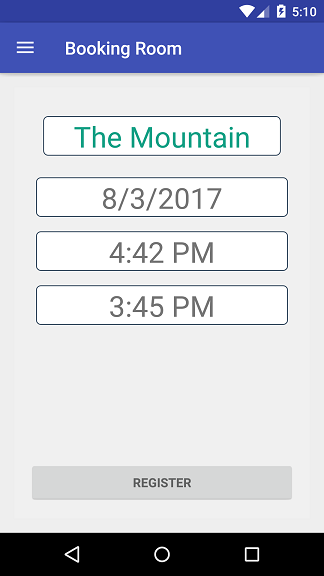 5:10
Booking Room
The Mountain
8/3/2017
4:42 PM
3:45 PM
REGISTER